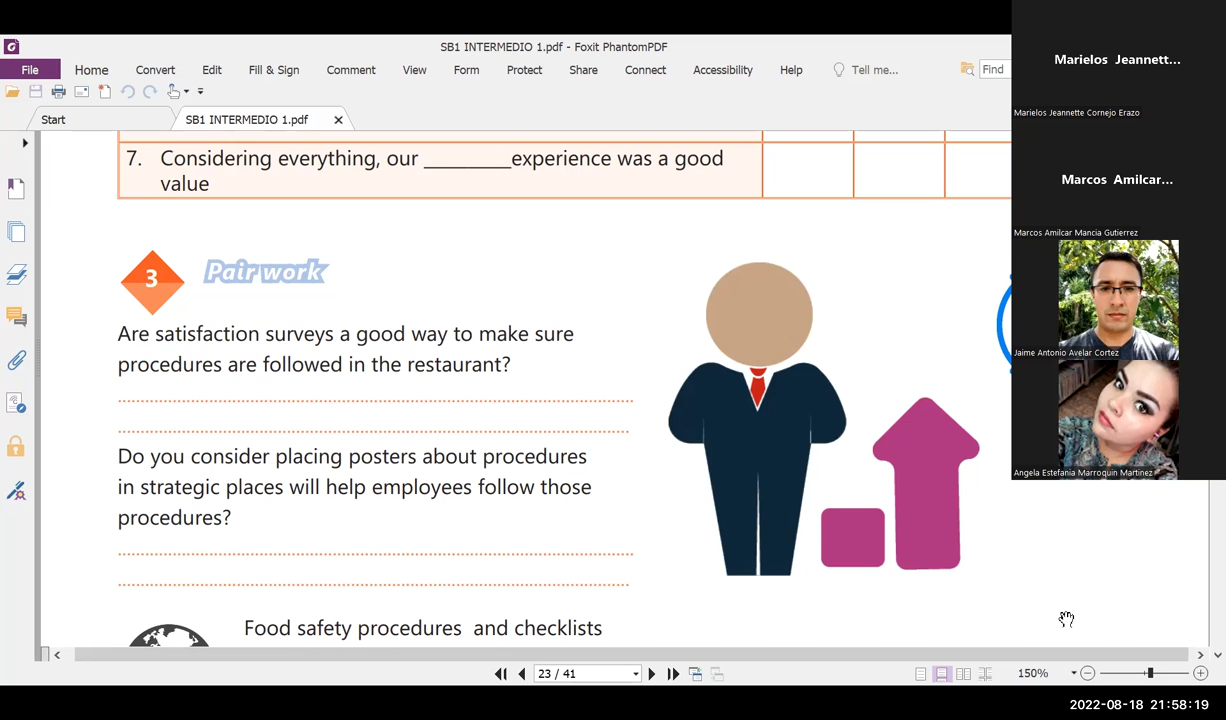 SB1 INTERMEDIO 1.pdf - Foxit PhantomPDF
File Home Convert Edit Fill & Sign Comment View Form Protect Share Connect Accessibility Help Tell me... Find
Start SB1 INTERMEDIO 1.pdf
7. Considering everything, our ________experience was a good
value
3 Pair work
Are satisfaction surveys a good way to make sure
procedures are followed in the restaurant?
Do you consider placing posters about procedures
in strategic places will help employees follow those
procedures?
Food safety procedures and checklists
23 / 41
150%
Marielos Jeannett...
Marielos Jeannette Cornejo Erazo
Marcos Amilcar...
Marcos Amilcar Mancia Gutierrez
Jaime Antonio Avelar Cortez
Angela Estefania Marroquin Martinez
2022-08-18 21:58:19